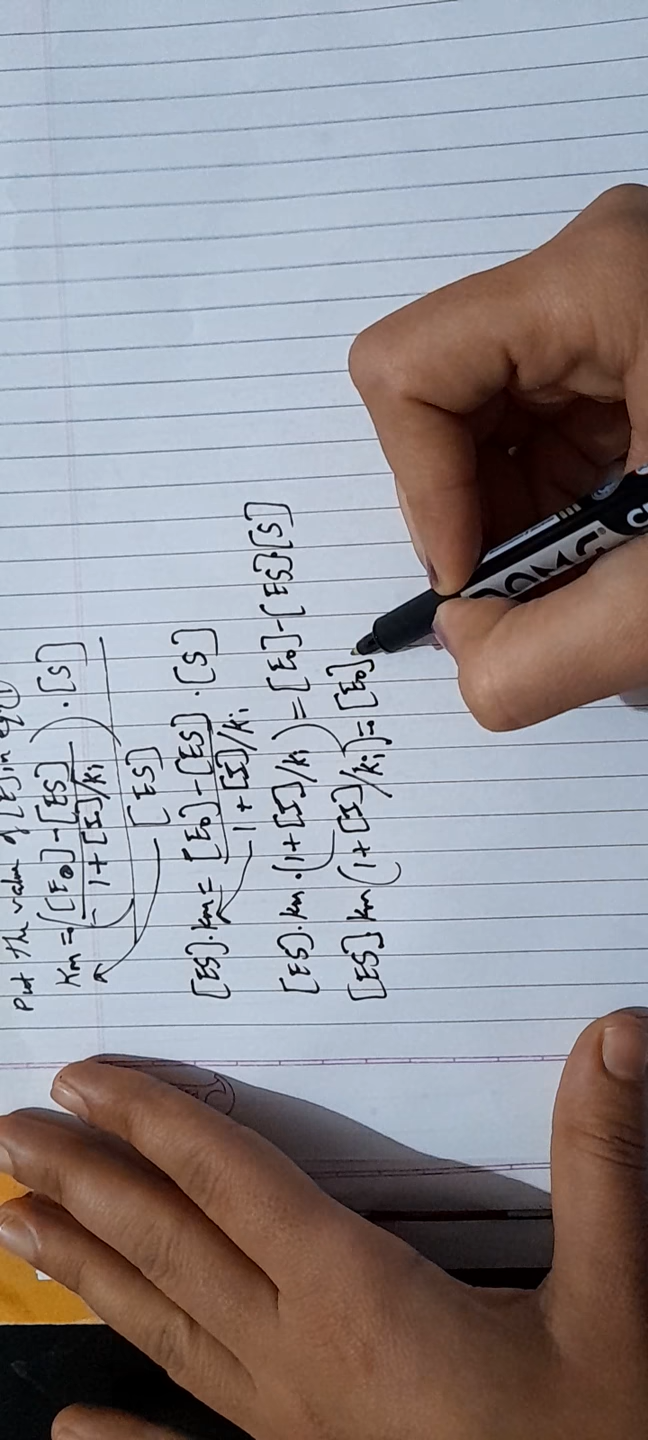 Put the value of [E] in eq ①
Km = ([E₀]-[ES] / 1+[I]/ki) · [S]
[ES]
[ES]·km = [E₀]-[ES] · [S]
1+[I]/ki
[ES]·km·(1+[I]/ki) = [E₀]-[ES]·[S]
[ES] km (1+[I]/ki) = [E₀]
DOMS